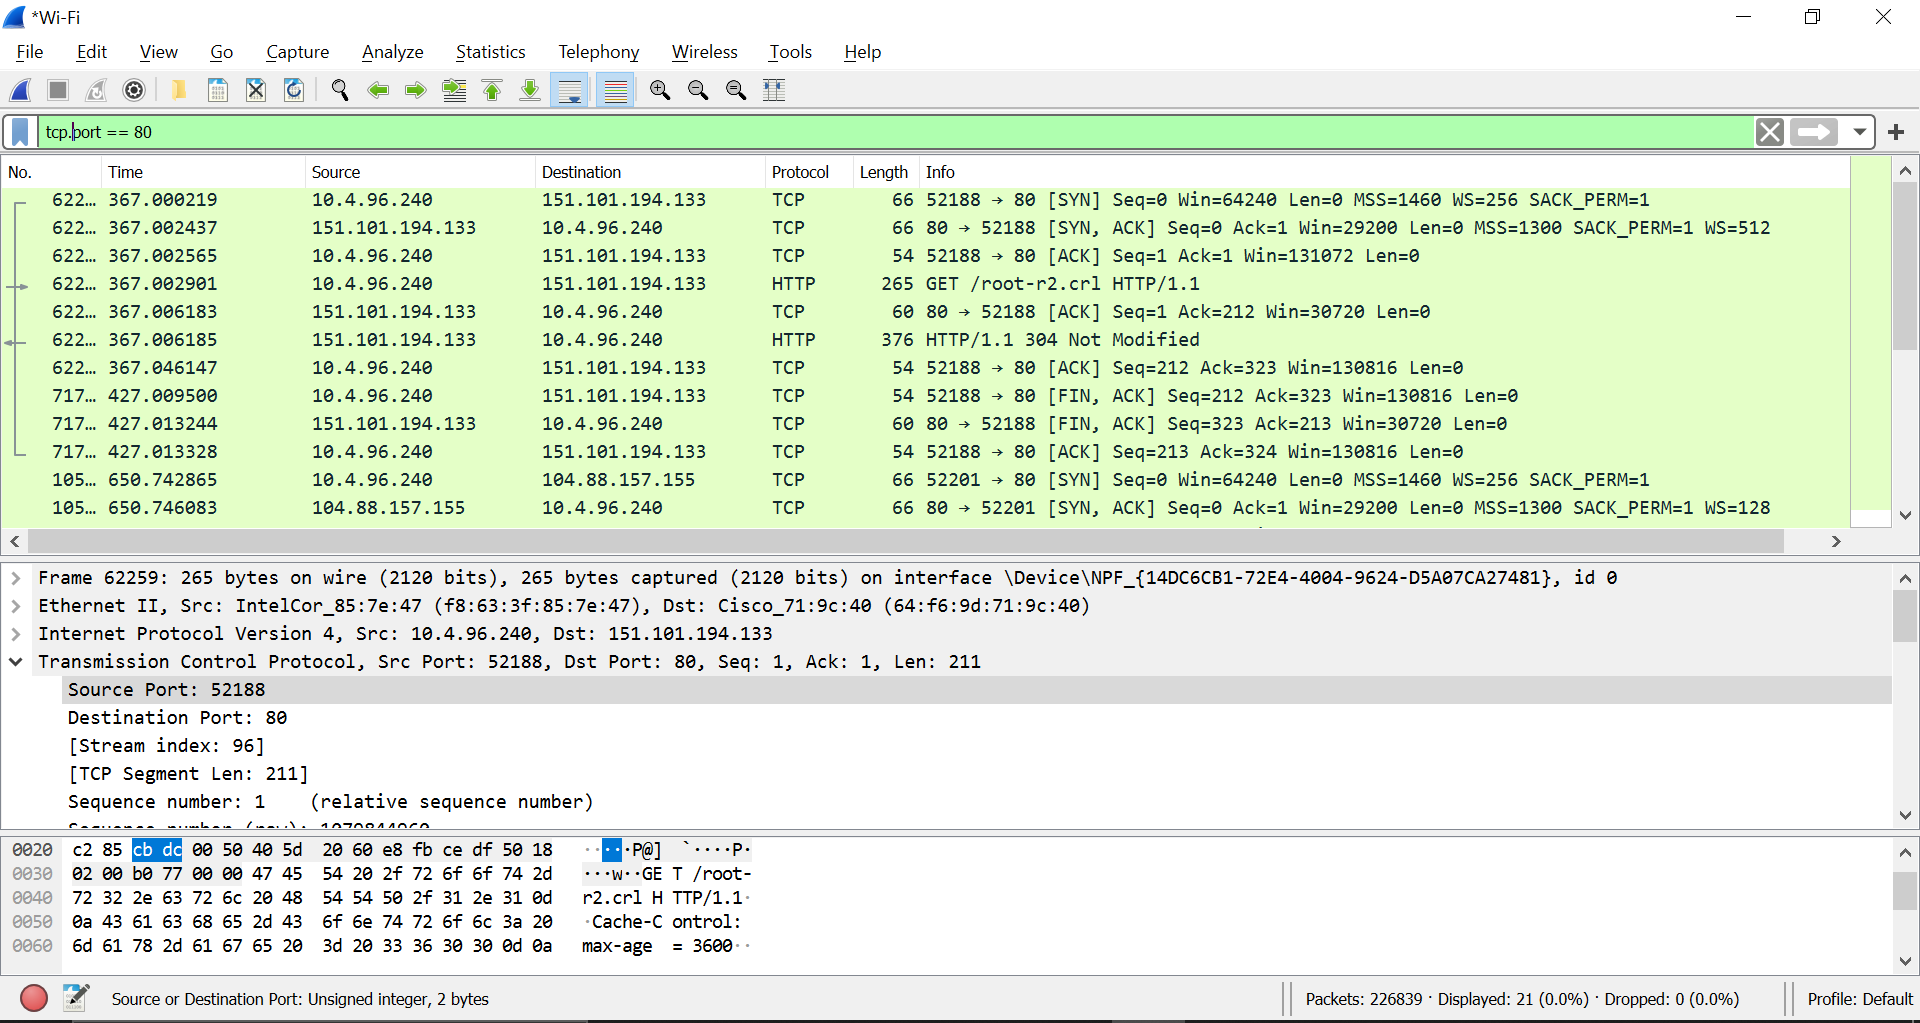 *Wi-Fi
File Edit View Go Capture Analyze Statistics Telephony Wireless Tools Help
tcp.port == 80
No. Time Source Destination Protocol Length Info
622… 367.000219 10.4.96.240 151.101.194.133 TCP 66 52188 → 80 [SYN] Seq=0 Win=64240 Len=0 MSS=1460 WS=256 SACK_PERM=1
622… 367.002437 151.101.194.133 10.4.96.240 TCP 66 80 → 52188 [SYN, ACK] Seq=0 Ack=1 Win=29200 Len=0 MSS=1300 SACK_PERM=1 WS=512
622… 367.002565 10.4.96.240 151.101.194.133 TCP 54 52188 → 80 [ACK] Seq=1 Ack=1 Win=131072 Len=0
622… 367.002901 10.4.96.240 151.101.194.133 HTTP 265 GET /root-r2.crl HTTP/1.1
622… 367.006183 151.101.194.133 10.4.96.240 TCP 60 80 → 52188 [ACK] Seq=1 Ack=212 Win=30720 Len=0
622… 367.006185 151.101.194.133 10.4.96.240 HTTP 376 HTTP/1.1 304 Not Modified
622… 367.046147 10.4.96.240 151.101.194.133 TCP 54 52188 → 80 [ACK] Seq=212 Ack=323 Win=130816 Len=0
717… 427.009500 10.4.96.240 151.101.194.133 TCP 54 52188 → 80 [FIN, ACK] Seq=212 Ack=323 Win=130816 Len=0
717… 427.013244 151.101.194.133 10.4.96.240 TCP 60 80 → 52188 [FIN, ACK] Seq=323 Ack=213 Win=30720 Len=0
717… 427.013328 10.4.96.240 151.101.194.133 TCP 54 52188 → 80 [ACK] Seq=213 Ack=324 Win=130816 Len=0
105… 650.742865 10.4.96.240 104.88.157.155 TCP 66 52201 → 80 [SYN] Seq=0 Win=64240 Len=0 MSS=1460 WS=256 SACK_PERM=1
105… 650.746083 104.88.157.155 10.4.96.240 TCP 66 80 → 52201 [SYN, ACK] Seq=0 Ack=1 Win=29200 Len=0 MSS=1300 SACK_PERM=1 WS=128
Frame 62259: 265 bytes on wire (2120 bits), 265 bytes captured (2120 bits) on interface \Device\NPF_{14DC6CB1-72E4-4004-9624-D5A07CA27481}, id 0
Ethernet II, Src: IntelCor_85:7e:47 (f8:63:3f:85:7e:47), Dst: Cisco_71:9c:40 (64:f6:9d:71:9c:40)
Internet Protocol Version 4, Src: 10.4.96.240, Dst: 151.101.194.133
Transmission Control Protocol, Src Port: 52188, Dst Port: 80, Seq: 1, Ack: 1, Len: 211
Source Port: 52188
Destination Port: 80
[Stream index: 96]
[TCP Segment Len: 211]
Sequence number: 1 (relative sequence number)
0020 c2 85 cb dc 00 50 40 5d 20 60 e8 fb ce df 50 18 ·····P@] `····P·
0030 02 00 b0 77 00 00 47 45 54 20 2f 72 6f 6f 74 2d ···w··GE T /root-
0040 72 32 2e 63 72 6c 20 48 54 54 50 2f 31 2e 31 0d r2.crl H TTP/1.1·
0050 0a 43 61 63 68 65 2d 43 6f 6e 74 72 6f 6c 3a 20 ·Cache-C ontrol:
0060 6d 61 78 2d 61 67 65 20 3d 20 33 36 30 30 0d 0a max-age = 3600··
Source or Destination Port: Unsigned integer, 2 bytes
Packets: 226839 · Displayed: 21 (0.0%) · Dropped: 0 (0.0%)
Profile: Default